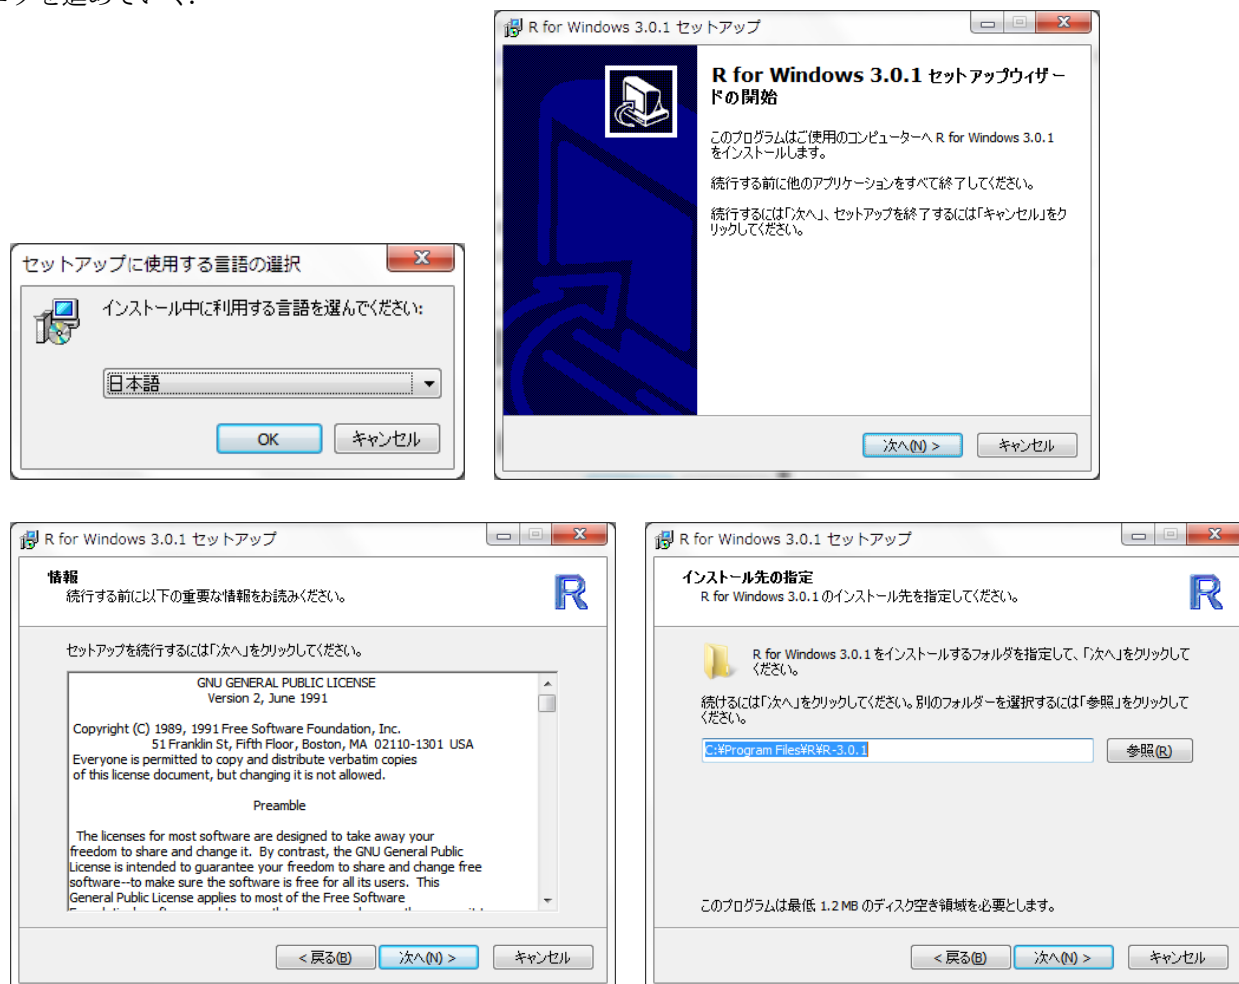 セットアップに使用する言語の選択
インストール中に利用する言語を選んでください:
日本語
OK
キャンセル
R for Windows 3.0.1 セットアップ
R for Windows 3.0.1 セットアップウィザー
ドの開始
このプログラムはご使用のコンピューターへ R for Windows 3.0.1
をインストールします。
続行する前に他のアプリケーションをすべて終了してください。
続行するには「次へ」、セットアップを終了するには「キャンセル」をク
リックしてください。
次へ(N) >
キャンセル
R for Windows 3.0.1 セットアップ
情報
続行する前に以下の重要な情報をお読みください。
セットアップを続行するには「次へ」をクリックしてください。
GNU GENERAL PUBLIC LICENSE
Version 2, June 1991
Copyright (C) 1989, 1991 Free Software Foundation, Inc.
51 Franklin St, Fifth Floor, Boston, MA 02110-1301 USA
Everyone is permitted to copy and distribute verbatim copies
of this license document, but changing it is not allowed.
Preamble
The licenses for most software are designed to take away your
freedom to share and change it. By contrast, the GNU General Public
License is intended to guarantee your freedom to share and change free
software--to make sure the software is free for all its users. This
General Public License applies to most of the Free Software
< 戻る(B)
次へ(N) >
キャンセル
R for Windows 3.0.1 セットアップ
インストール先の指定
R for Windows 3.0.1 のインストール先を指定してください。
R for Windows 3.0.1 をインストールするフォルダを指定して、「次へ」をクリックして
ください。
続けるには「次へ」をクリックしてください。別のフォルダーを選択するには「参照」をクリックして
ください。
C:¥Program Files¥R¥R-3.0.1
参照(R)
このプログラムは最低 1.2 MB のディスク空き領域を必要とします。
< 戻る(B)
次へ(N) >
キャンセル